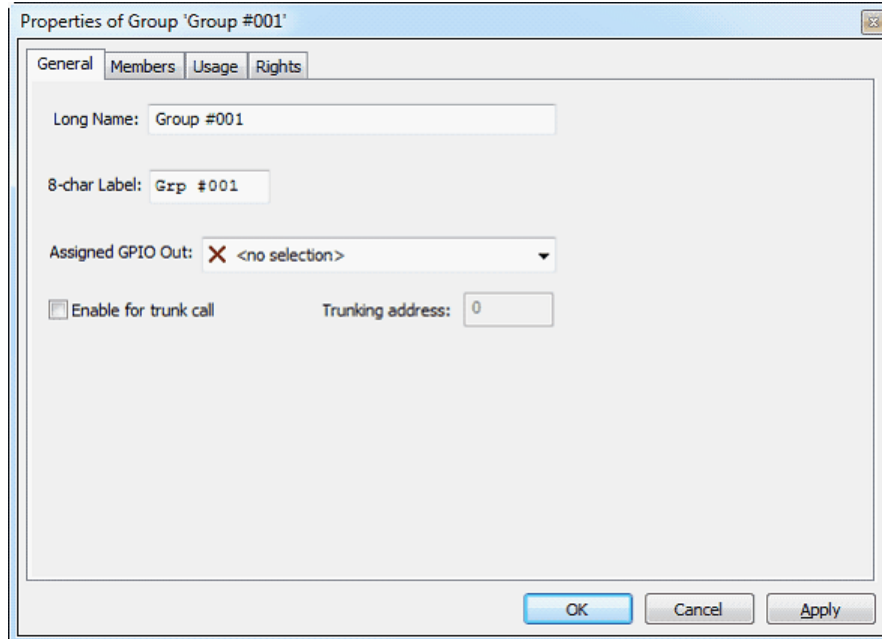 Properties of Group 'Group #001'
General Members Usage Rights
Long Name: Group #001
8-char Label: Grp #001
Assigned GPIO Out: <no selection>
Enable for trunk call Trunking address: 0
OK Cancel Apply